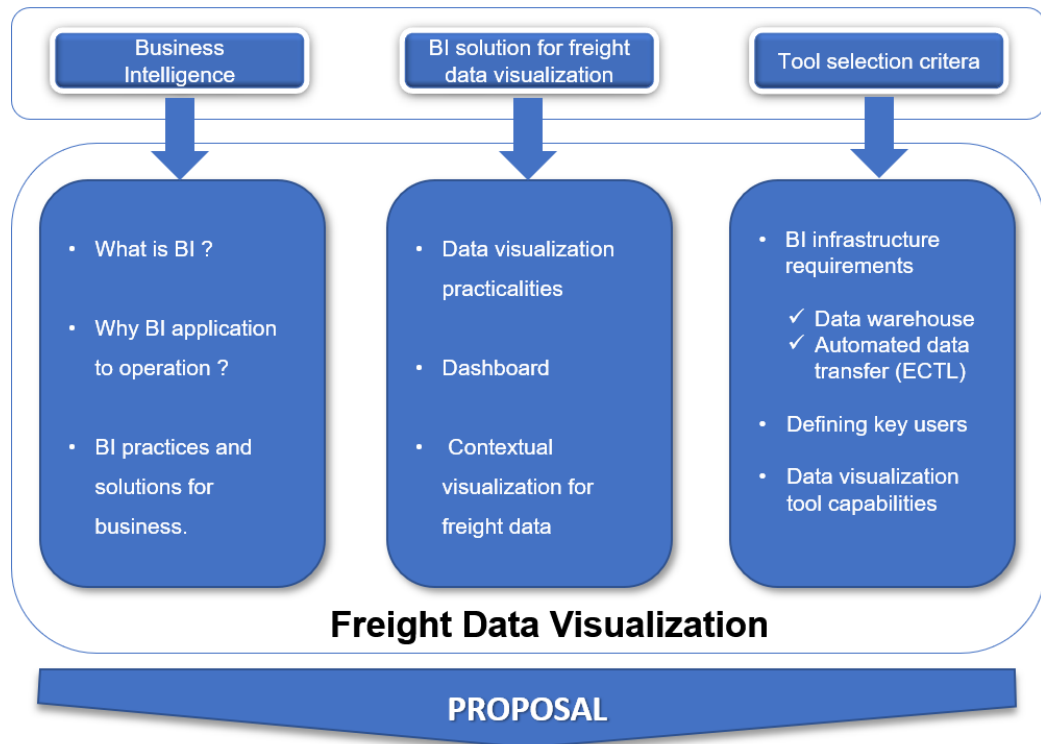 Business
Intelligence
BI solution for freight
data visualization
Tool selection critera
• What is BI ?
• Why BI application
to operation ?
• BI practices and
solutions for
business.
• Data visualization
practicalities
• Dashboard
• Contextual
visualization for
freight data
• BI infrastructure
requirements
✓ Data warehouse
✓ Automated data
transfer (ECTL)
• Defining key users
• Data visualization
tool capabilities
Freight Data Visualization
PROPOSAL